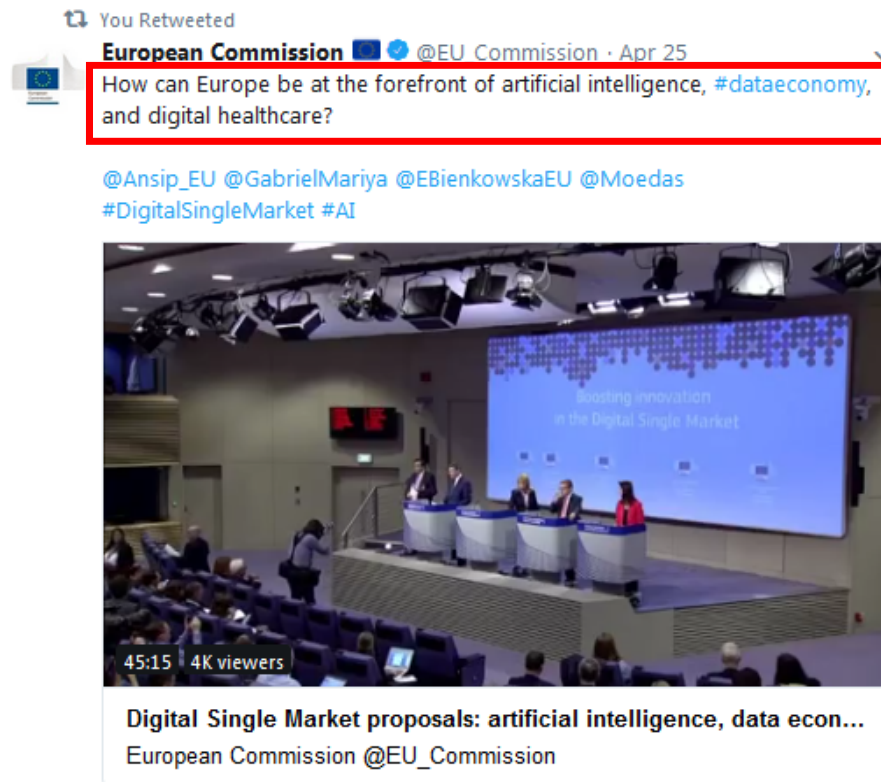 You Retweeted
European Commission @EU_Commission · Apr 25
How can Europe be at the forefront of artificial intelligence, #dataeconomy,
and digital healthcare?
@Ansip_EU @GabrielMariya @EBienkowskaEU @Moedas
#DigitalSingleMarket #AI
Boosting innovation
in the Digital Single Market
45:15 4K viewers
Digital Single Market proposals: artificial intelligence, data econ...
European Commission @EU_Commission